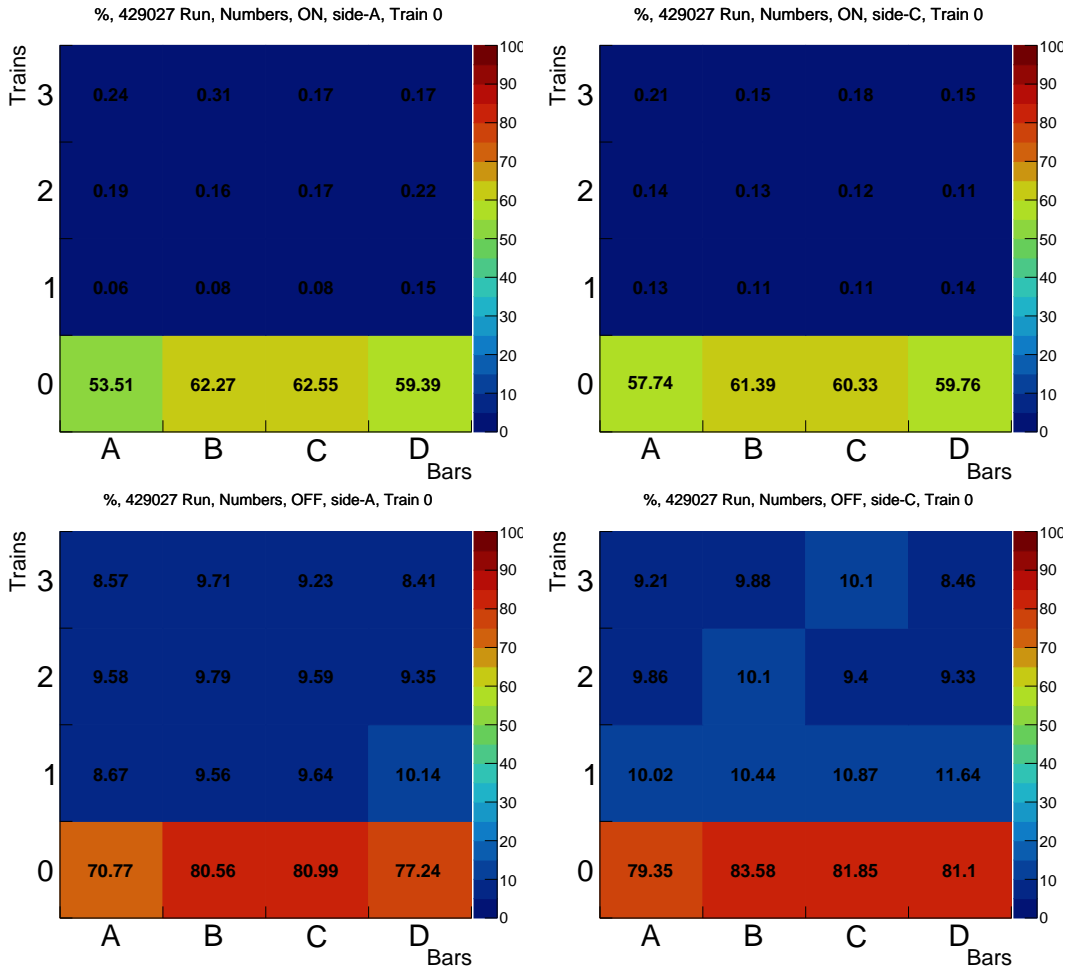 %, 429027 Run, Numbers, ON, side-A, Train 0
Trains
3 0.24 0.31 0.17 0.17
2 0.19 0.16 0.17 0.22
1 0.06 0.08 0.08 0.15
0 53.51 62.27 62.55 59.39
A B C D
Bars
100
90
80
70
60
50
40
30
20
10
0
%, 429027 Run, Numbers, ON, side-C, Train 0
Trains
3 0.21 0.15 0.18 0.15
2 0.14 0.13 0.12 0.11
1 0.13 0.11 0.11 0.14
0 57.74 61.39 60.33 59.76
A B C D
Bars
100
90
80
70
60
50
40
30
20
10
0
%, 429027 Run, Numbers, OFF, side-A, Train 0
Trains
3 8.57 9.71 9.23 8.41
2 9.58 9.79 9.59 9.35
1 8.67 9.56 9.64 10.14
0 70.77 80.56 80.99 77.24
A B C D
Bars
100
90
80
70
60
50
40
30
20
10
0
%, 429027 Run, Numbers, OFF, side-C, Train 0
Trains
3 9.21 9.88 10.1 8.46
2 9.86 10.1 9.4 9.33
1 10.02 10.44 10.87 11.64
0 79.35 83.58 81.85 81.1
A B C D
Bars
100
90
80
70
60
50
40
30
20
10
0